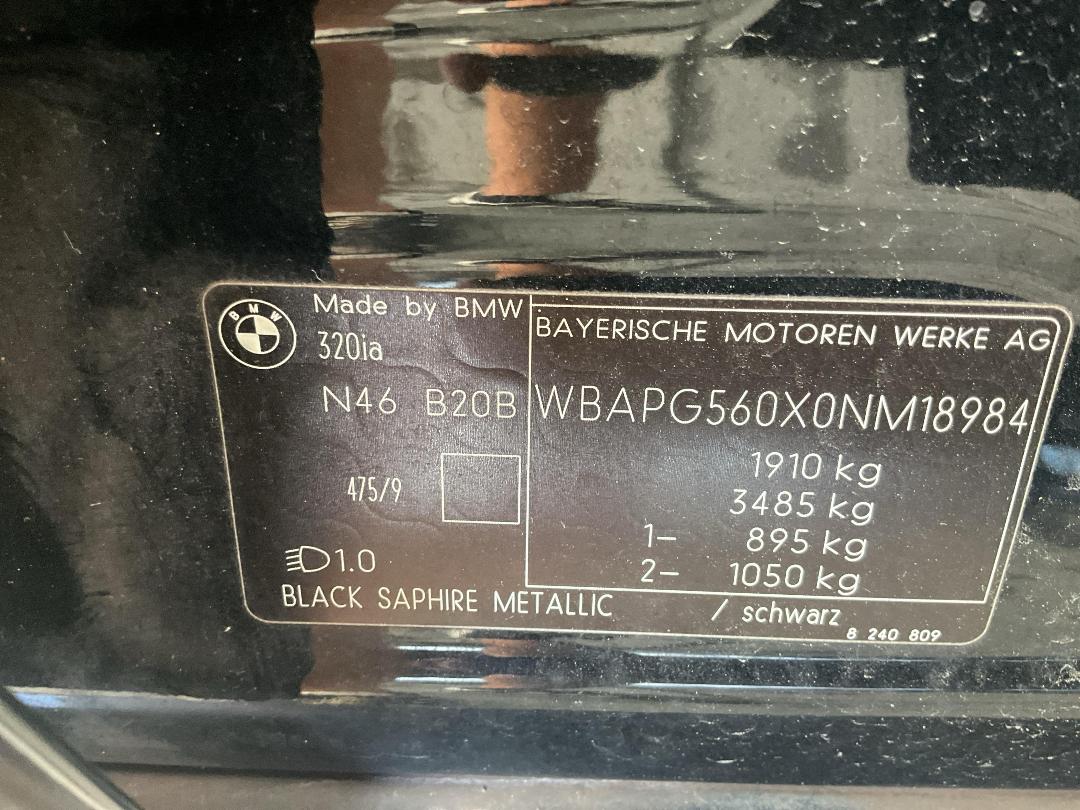 BMW
Made by BMW
320ia
N46 B20B
475/9
1.0
BLACK SAPHIRE METALLIC / schwarz
8 240 809
BAYERISCHE MOTOREN WERKE AG
WBAPG560X0NM18984
1910 kg
3485 kg
1- 895 kg
2- 1050 kg